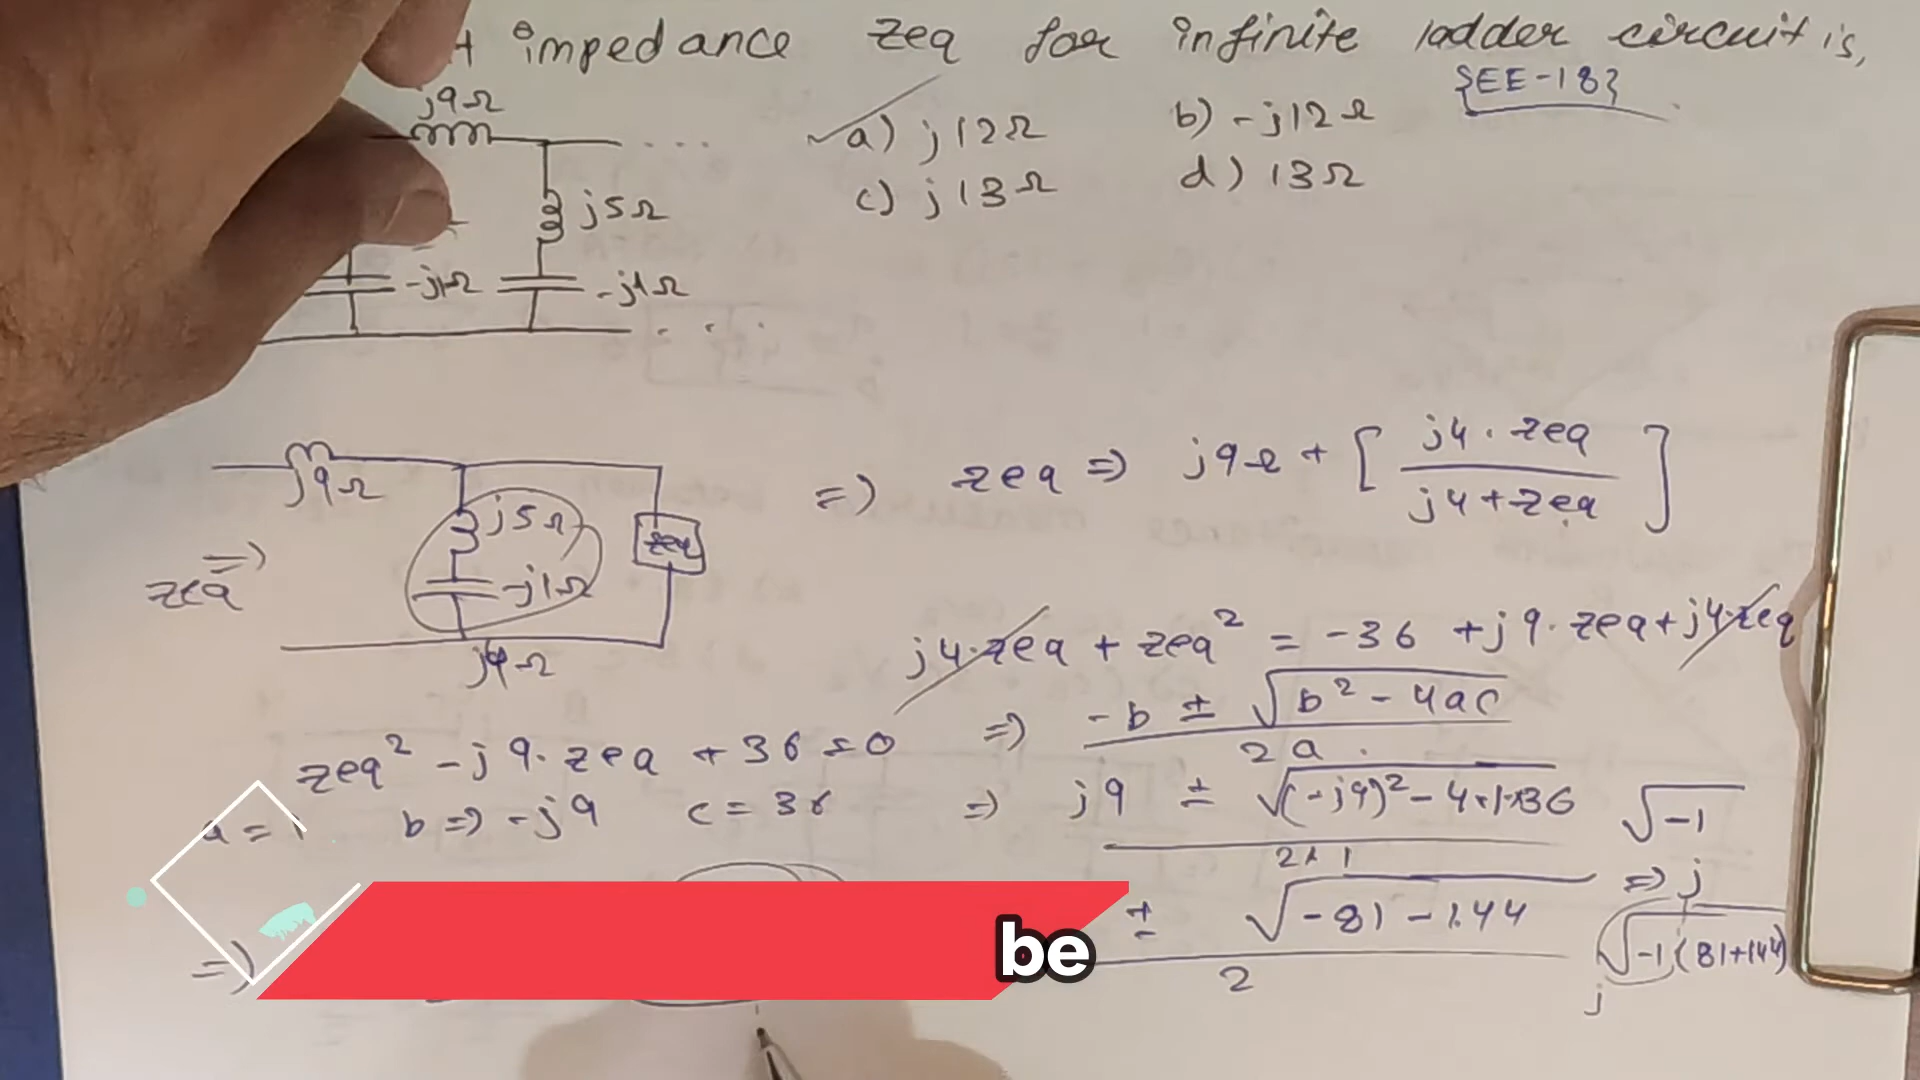 impedance zeq for infinite ladder circuit is,
{EE-18}
j9Ω
a) j12Ω b) -j12Ω
c) j13Ω d) 13Ω
j5Ω
-j1Ω -j1Ω
j9Ω
j5Ω
-j1Ω
zeq
=)
zeq
j4Ω
=) zeq => j9Ω + [ j4 . zeq / j4 + zeq ]
j4.zeq + zeq² = -36 + j9. zeq + j4.zeq
=) -b ± √b² - 4ac
2a
zeq² - j9. zeq + 36 = 0
a = 1 b => -j9 c = 36
=) j9 ± √(-j9)² - 4×1×36
2×1
√-1
=> j
± √-81 - 144
2
√-1(81+144)
j
=)
be